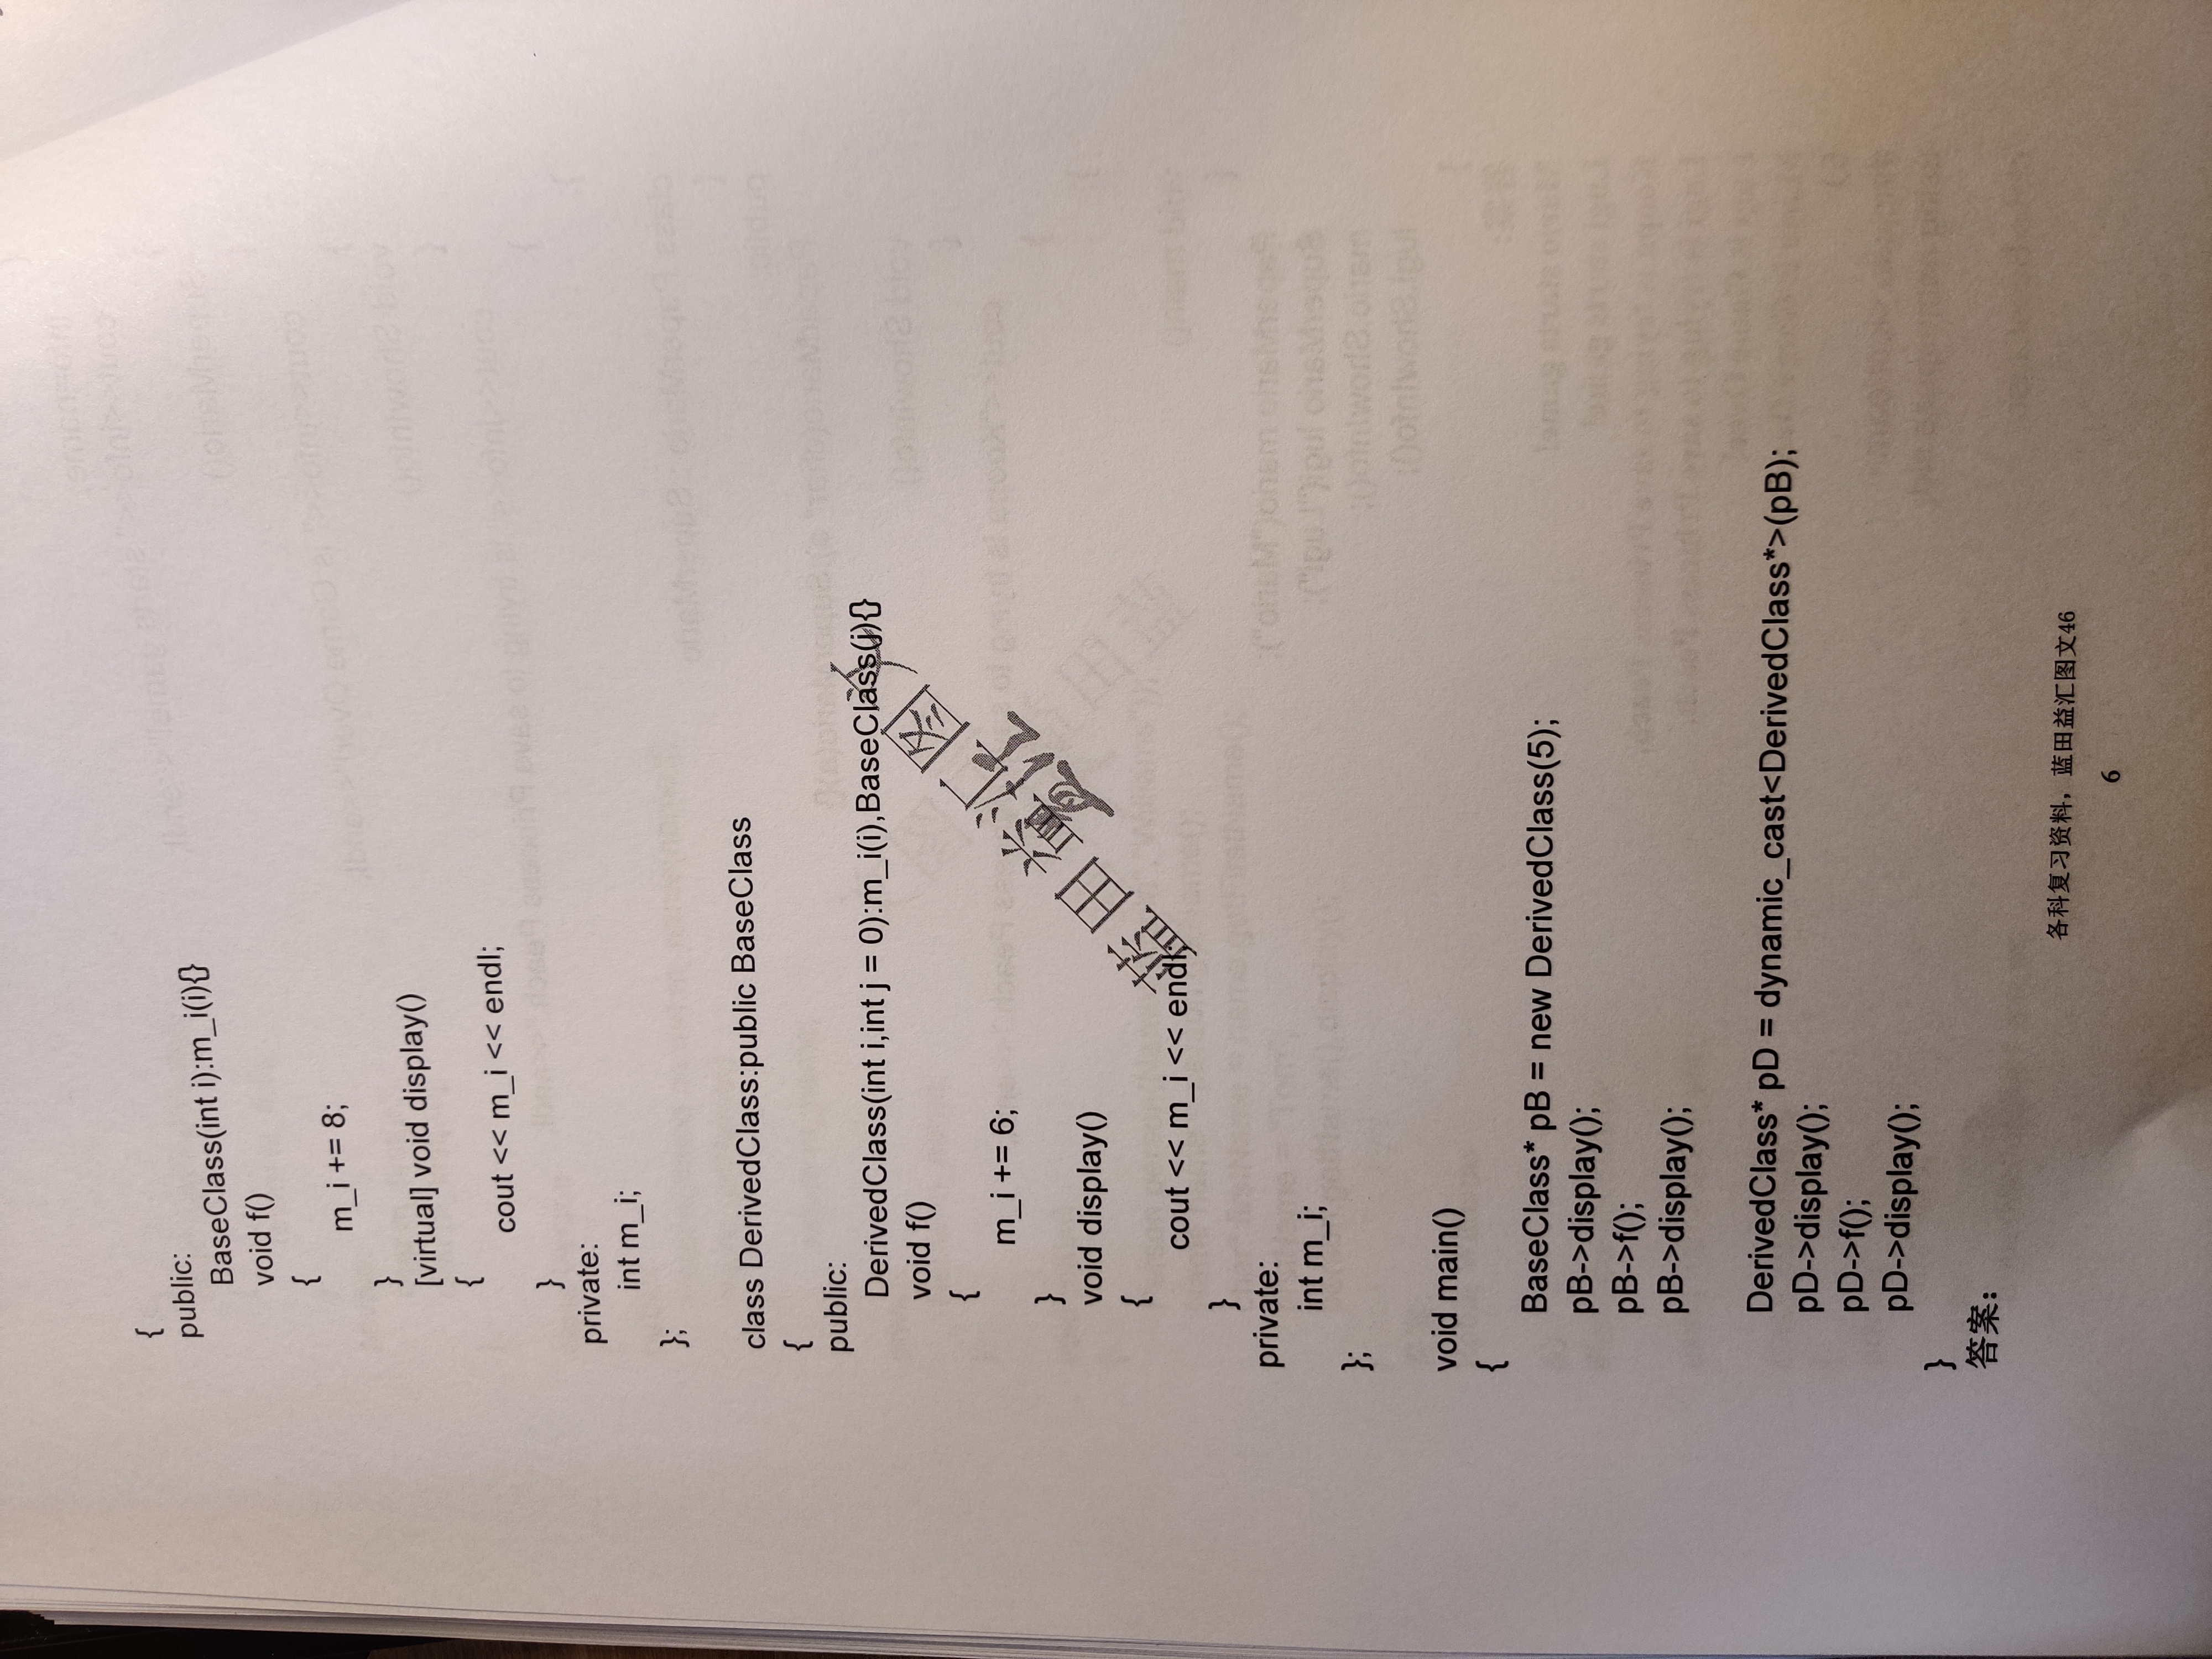 {
public:
BaseClass(int i):m_i(i){}
void f()
{
m_i += 8;
}
[virtual] void display()
{
cout << m_i << endl;
}
private:
int m_i;
};
class DerivedClass:public BaseClass
{
public:
DerivedClass(int i,int j = 0):m_i(i),BaseClass(j){}
void f()
{
m_i += 6;
}
void display()
{
cout << m_i << endl;
}
private:
int m_i;
};
void main()
{
BaseClass* pB = new DerivedClass(5);
pB->display();
pB->f();
pB->display();
DerivedClass* pD = dynamic_cast<DerivedClass*>(pB);
pD->display();
pD->f();
pD->display();
}
答案：
蓝田益汇图文
各科复习资料，蓝田益汇图文46
6